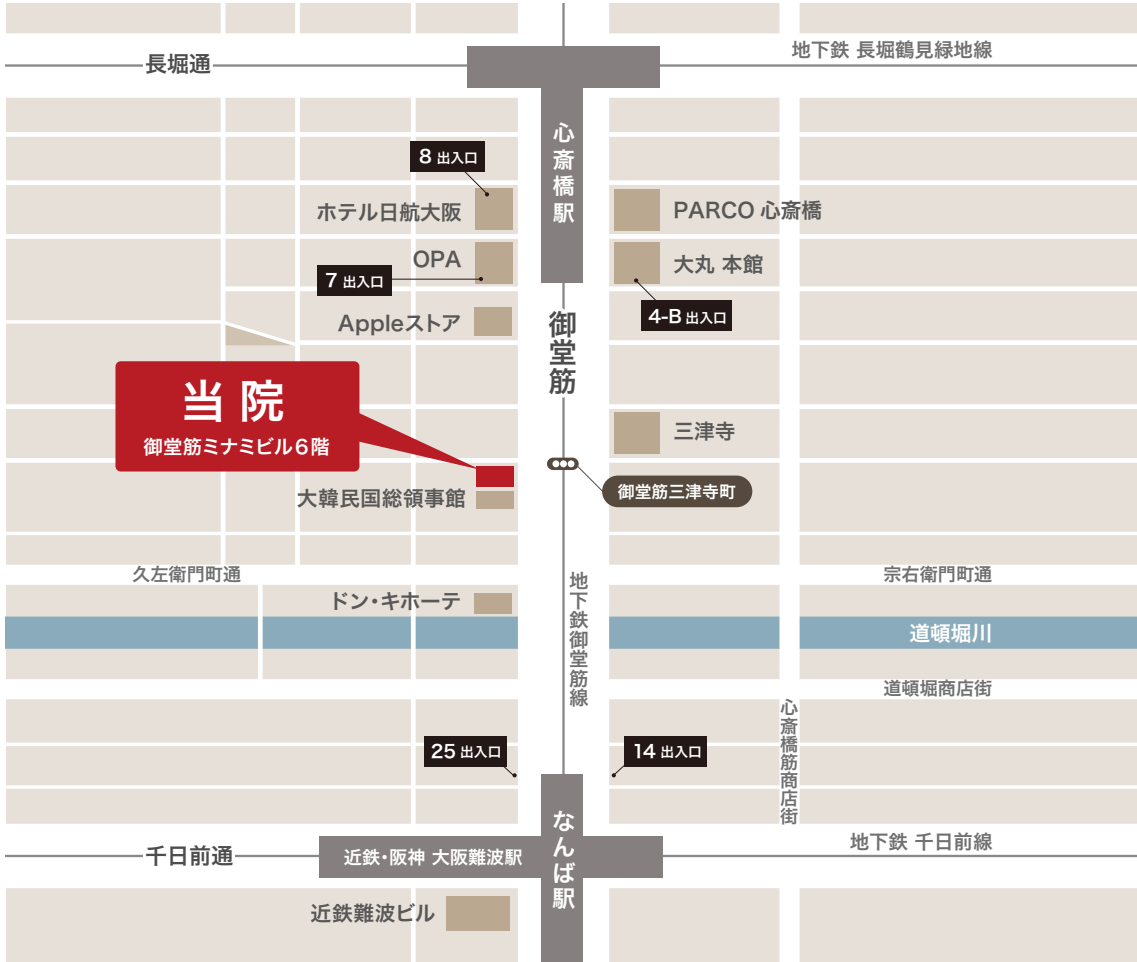 長堀通
地下鉄 長堀鶴見緑地線
心斎橋駅
8 出入口
ホテル日航大阪
PARCO 心斎橋
OPA
大丸 本館
7 出入口
4-B 出入口
Appleストア
御堂筋
当院
御堂筋ミナミビル6階
三津寺
御堂筋三津寺町
大韓民国総領事館
久左衛門町通
宗右衛門町通
地下鉄御堂筋線
ドン・キホーテ
道頓堀川
道頓堀商店街
心斎橋筋商店街
25 出入口
14 出入口
なんば駅
千日前通
近鉄・阪神 大阪難波駅
地下鉄 千日前線
近鉄難波ビル